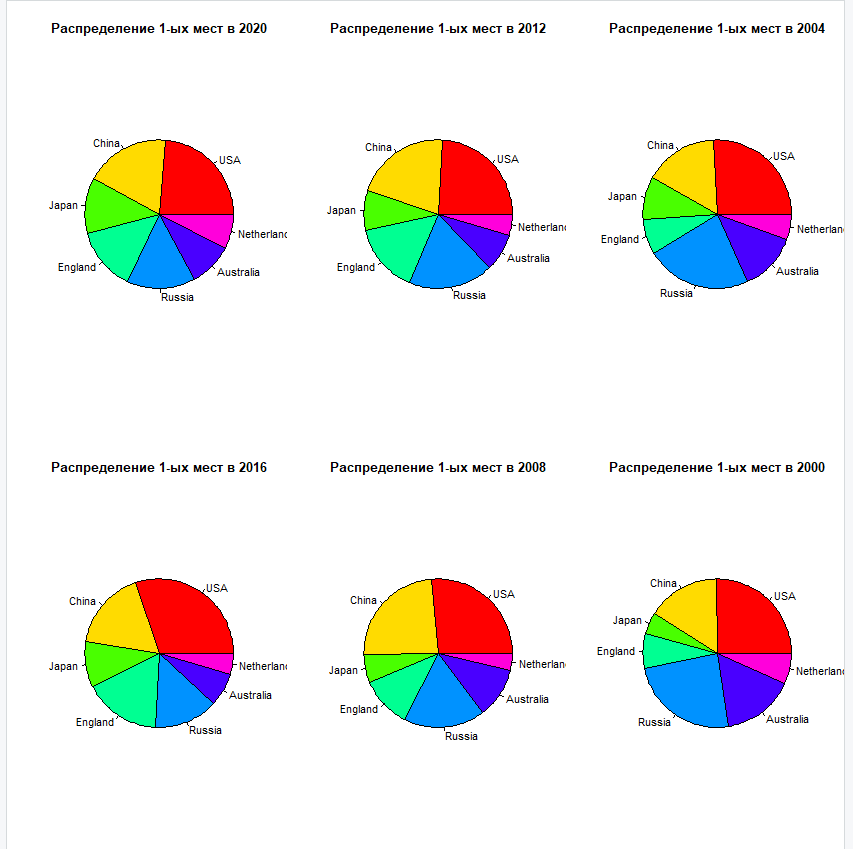 Распределение 1-ых мест в 2020
China
USA
Japan
Netherland
England
Australia
Russia
Распределение 1-ых мест в 2012
China
USA
Japan
Netherland
England
Australia
Russia
Распределение 1-ых мест в 2004
China
USA
Japan
Netherlan
England
Australia
Russia
Распределение 1-ых мест в 2016
USA
China
Japan
Netherland
Australia
England
Russia
Распределение 1-ых мест в 2008
USA
China
Japan
Netherland
Australia
England
Russia
Распределение 1-ых мест в 2000
China
USA
Japan
England
Netherlan
Australia
Russia